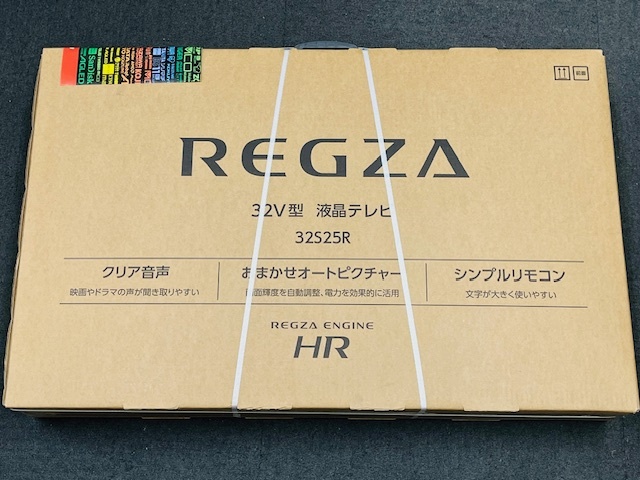 SanDisk
REGZA
32V型 液晶テレビ
32S25R
クリア音声
映画やドラマの声が聞き取りやすい
おまかせオートピクチャー
画面輝度を自動調整、電力を効果的に活用
シンプルリモコン
文字が大きく使いやすい
REGZA ENGINE
HR